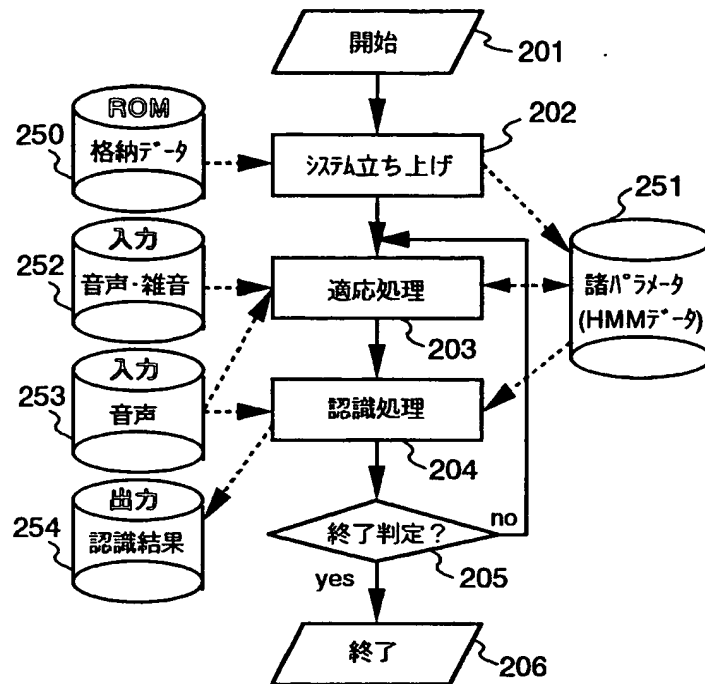 開始
201
ROM
格納データ
250
システム立ち上げ
202
251
入力
音声・雑音
252
適応処理
203
諸パラメータ
(HMMデータ)
入力
音声
253
認識処理
204
出力
認識結果
254
終了判定？
no
205
yes
終了
206